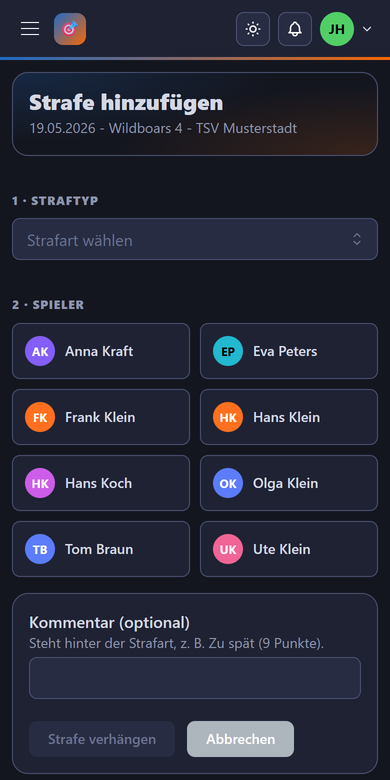 JH
Strafe hinzufügen
19.05.2026 - Wildboars 4 - TSV Musterstadt
1 · STRAFTYP
Strafart wählen
2 · SPIELER
AK Anna Kraft
EP Eva Peters
FK Frank Klein
HK Hans Klein
HK Hans Koch
OK Olga Klein
TB Tom Braun
UK Ute Klein
Kommentar (optional)
Steht hinter der Strafart, z. B. Zu spät (9 Punkte).
Strafe verhängen
Abbrechen